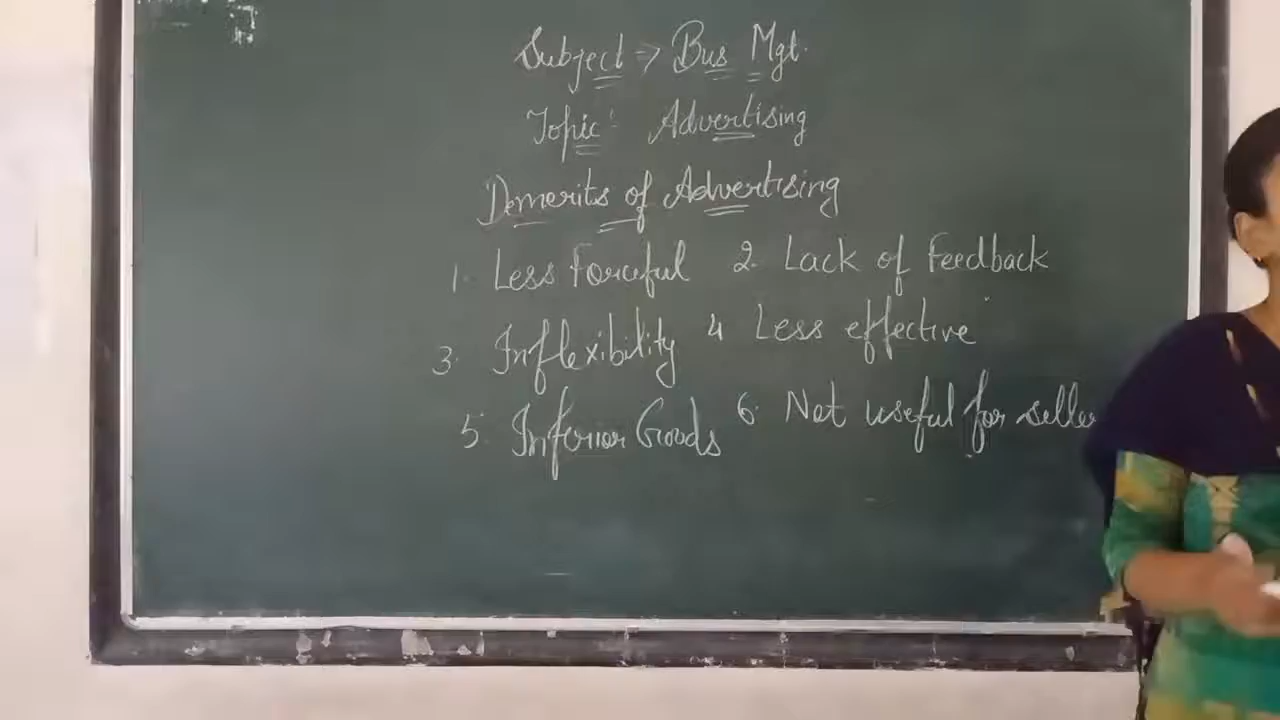 Subject => Bus Mgt.
Topic: Advertising
Demerits of Advertising
1. Less Forceful 2. Lack of Feedback
3. Inflexibility 4 Less effective
5. Inferior Goods 6. Not useful for